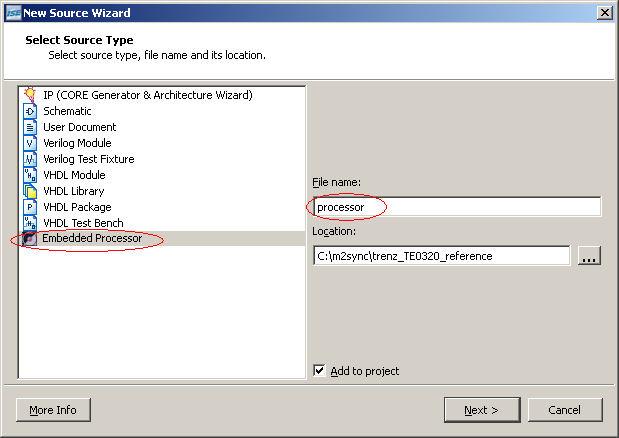 ISE New Source Wizard
Select Source Type
Select source type, file name and its location.
IP (CORE Generator & Architecture Wizard)
Schematic
User Document
Verilog Module
Verilog Test Fixture
VHDL Module
VHDL Library
VHDL Package
VHDL Test Bench
Embedded Processor
File name:
processor
Location:
C:\m2sync\trenz_TE0320_reference
...
Add to project
More Info
Next >
Cancel